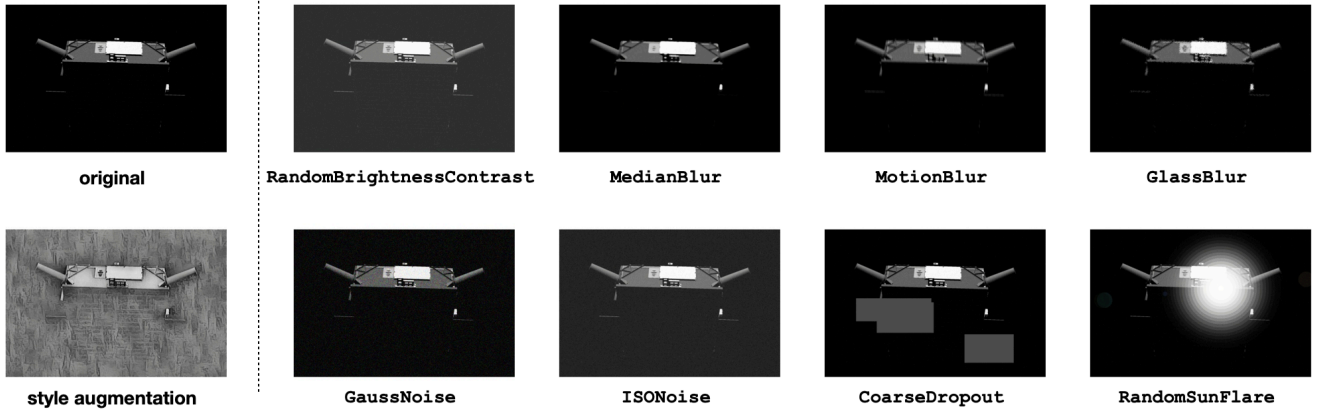 original
RandomBrightnessContrast
MedianBlur
MotionBlur
GlassBlur
style augmentation
GaussNoise
ISONoise
CoarseDropout
RandomSunFlare